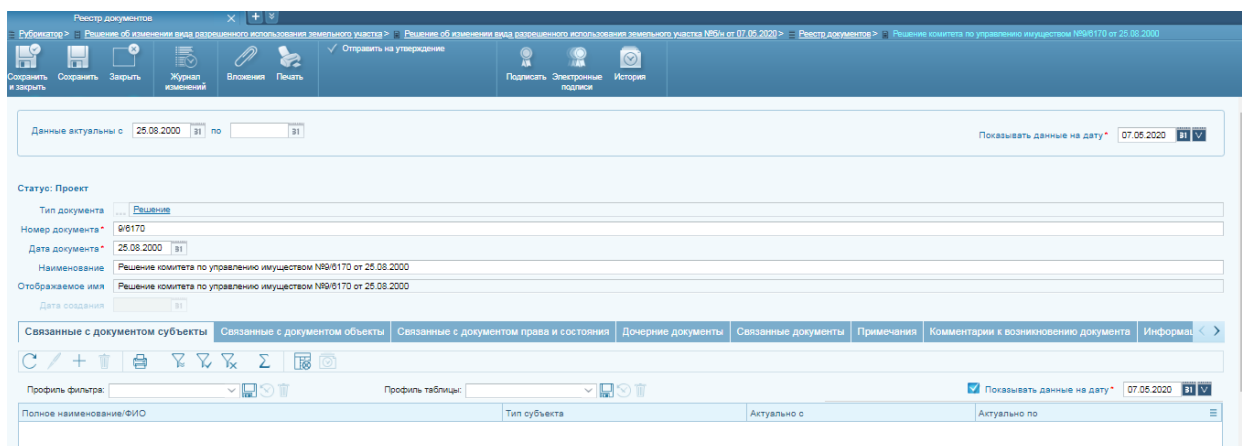 Реестр документов
Рубрикатор > Решение об изменении вида разрешенного использования земельного участка > Решение об изменении вида разрешенного использования земельного участка №б/н от 07.05.2020 > Реестр документов > Решение комитета по управлению имуществом №9/6170 от 25.08.2000
Сохранить и закрыть
Сохранить
Закрыть
Журнал изменений
Вложения
Печать
Отправить на утверждение
Подписать
Электронные подписи
История
Данные актуальны с 25.08.2000 31 по 31
Показывать данные на дату* 07.05.2020 31
Статус: Проект
Тип документа ... Решение
Номер документа* 9/6170
Дата документа* 25.08.2000 31
Наименование Решение комитета по управлению имуществом №9/6170 от 25.08.2000
Отображаемое имя Решение комитета по управлению имуществом №9/6170 от 25.08.2000
Дата создания 31
Связанные с документом субъекты Связанные с документом объекты Связанные с документом права и состояния Дочерние документы Связанные документы Примечания Комментарии к возникновению документа Информац
Профиль фильтра: Профиль таблицы: Показывать данные на дату* 07.05.2020 31
Полное наименование/ФИО Тип субъекта Актуально с Актуально по